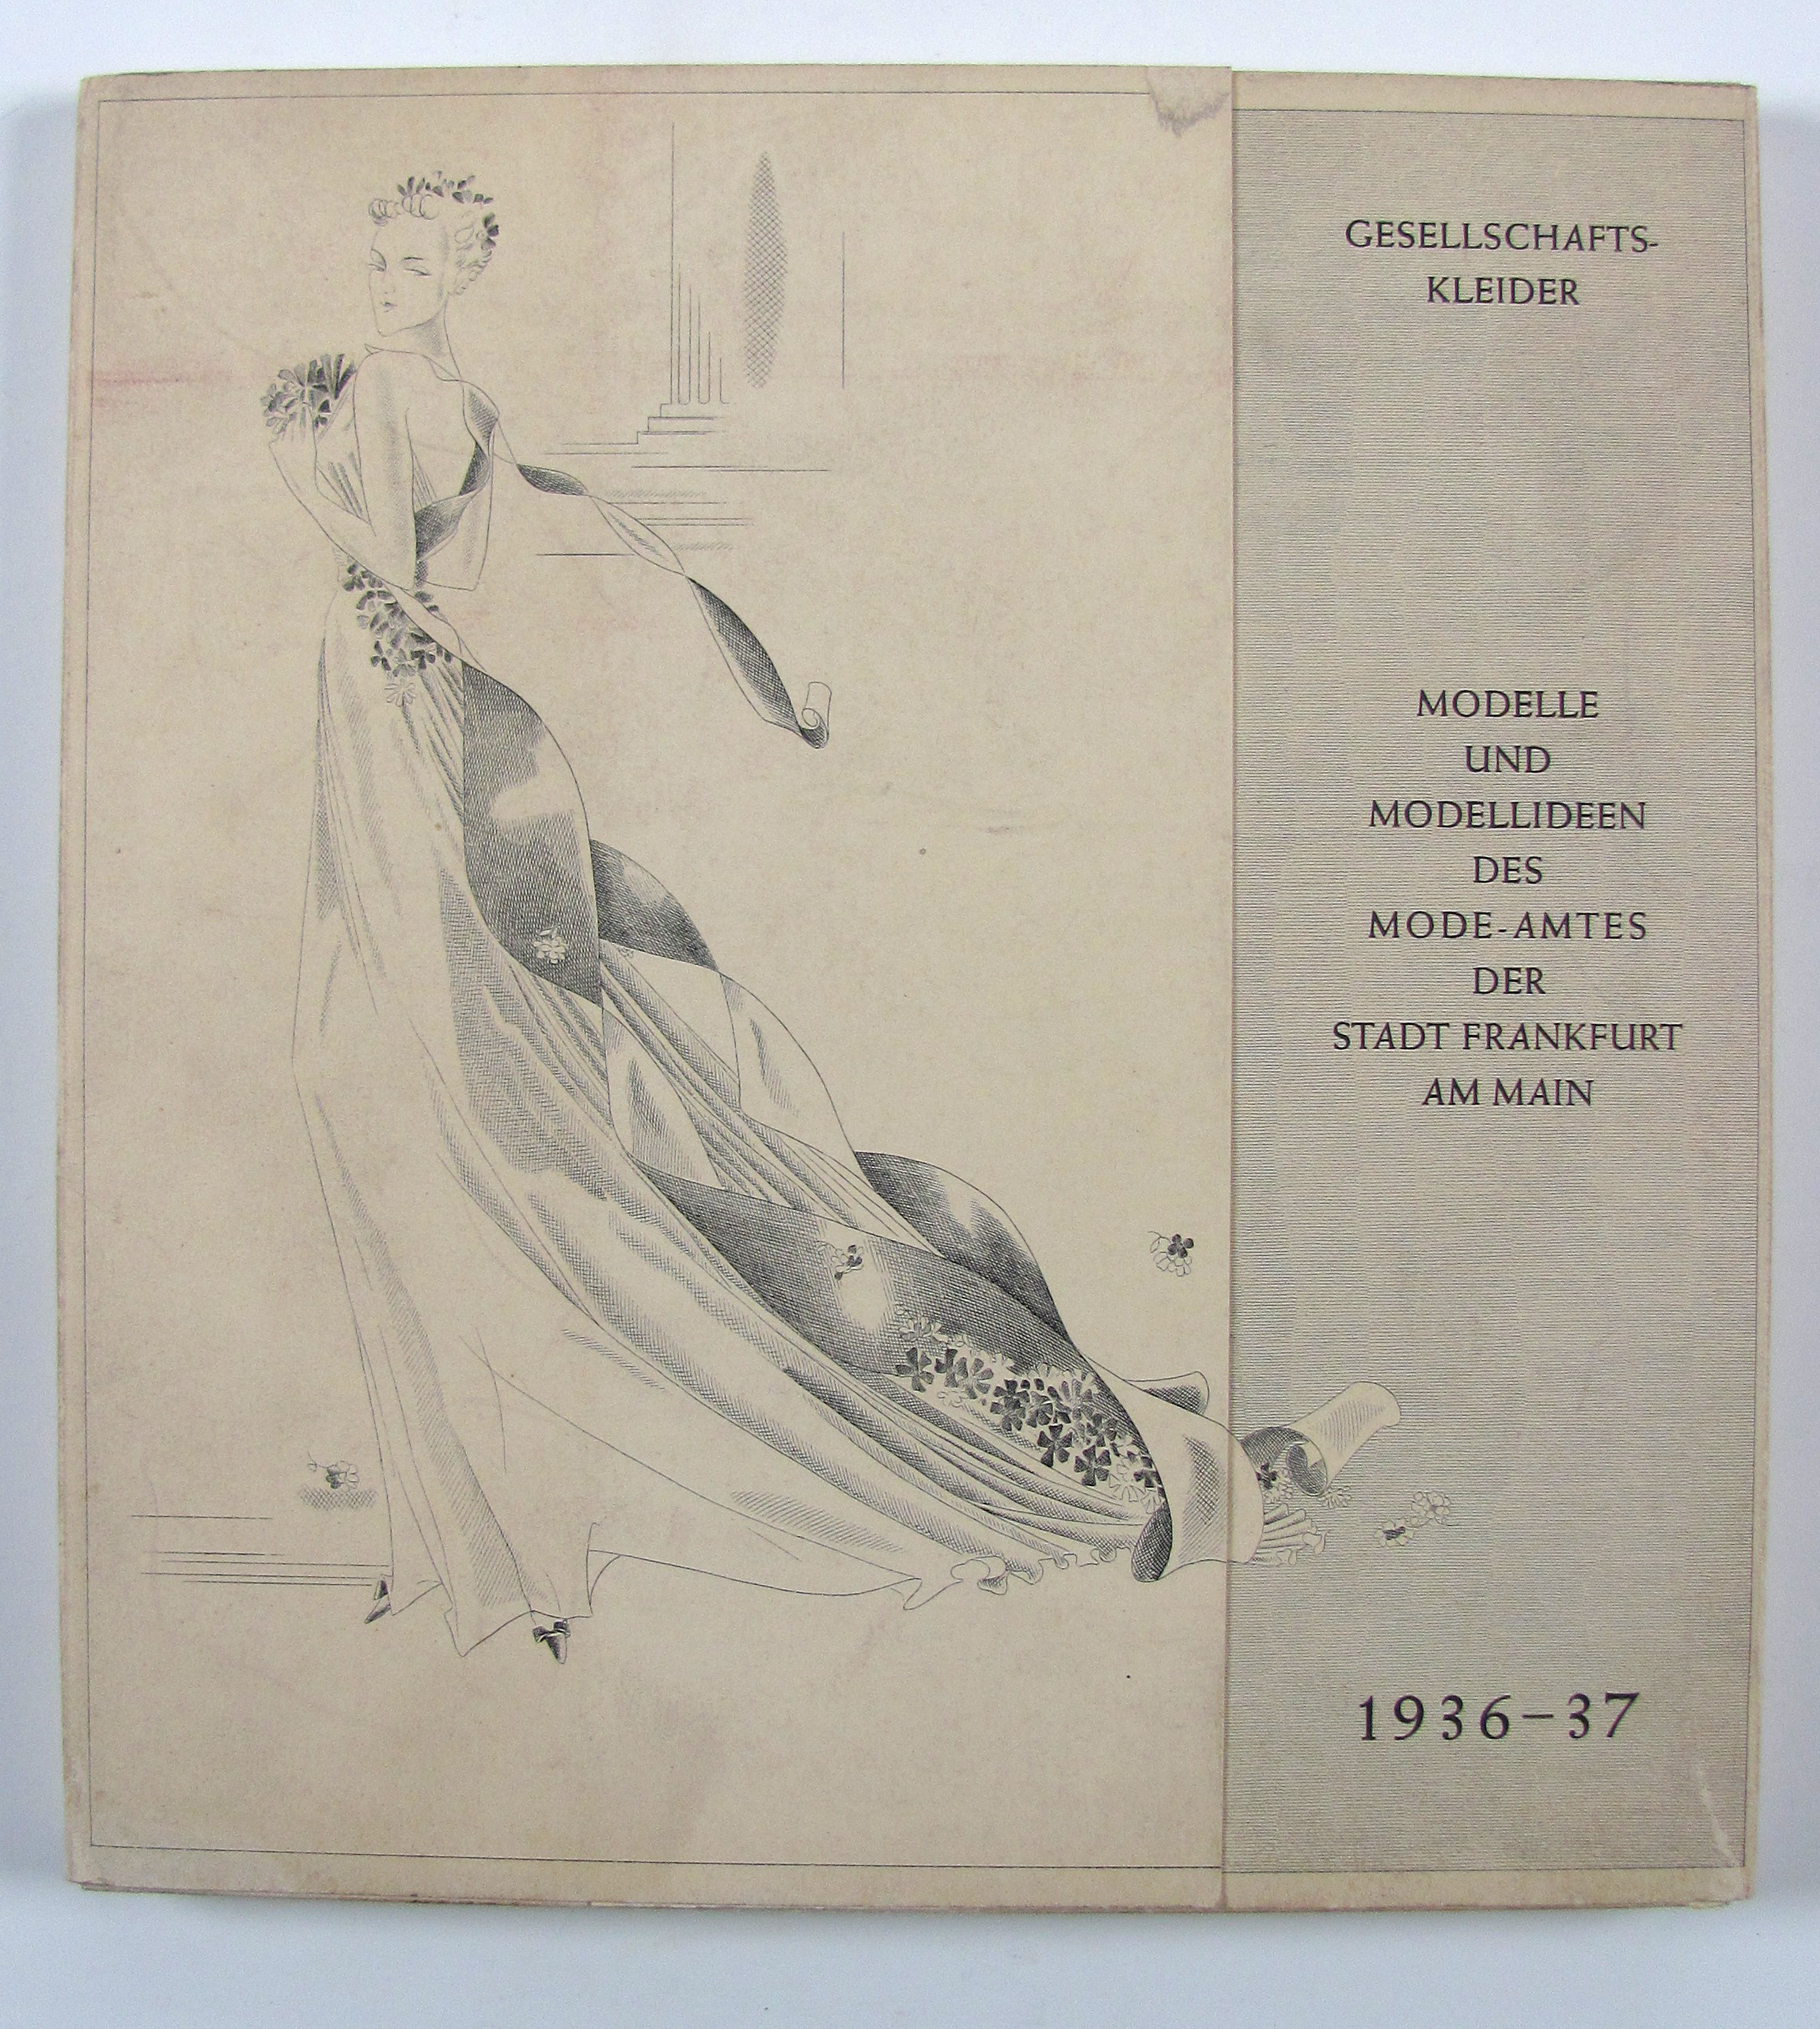 GESELLSCHAFTS-
KLEIDER
MODELLE
UND
MODELLIDEEN
DES
MODE-AMTES
DER
STADT FRANKFURT
AM MAIN
1936–37